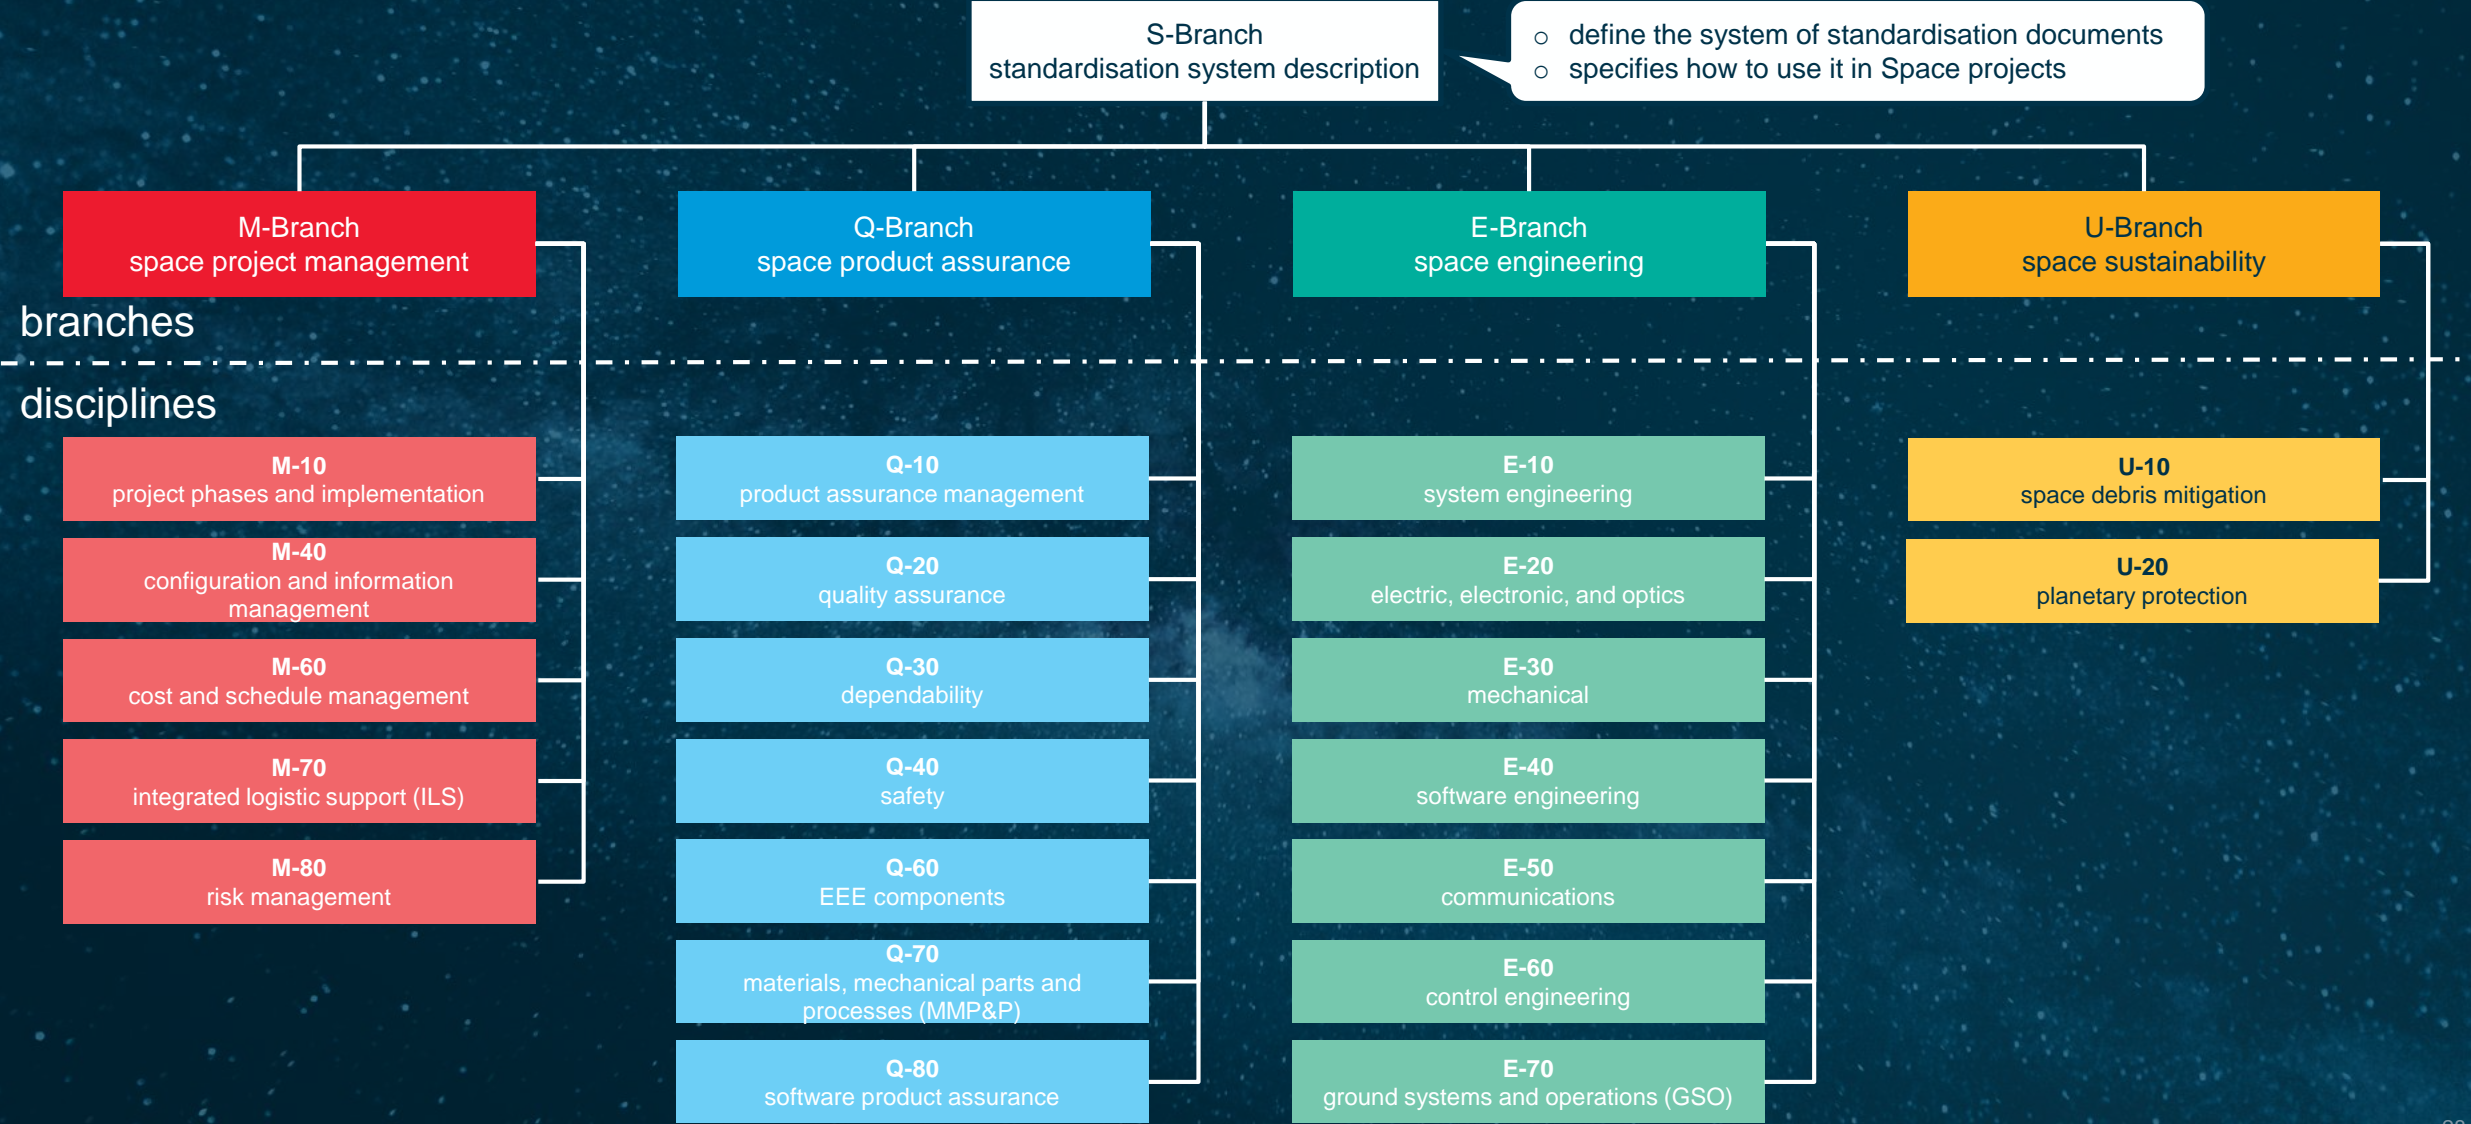 S-Branch
standardisation system description
o define the system of standardisation documents
o specifies how to use it in Space projects
M-Branch
space project management
Q-Branch
space product assurance
E-Branch
space engineering
U-Branch
space sustainability
branches
disciplines
M-10
project phases and implementation
M-40
configuration and information
management
M-60
cost and schedule management
M-70
integrated logistic support (ILS)
M-80
risk management
Q-10
product assurance management
Q-20
quality assurance
Q-30
dependability
Q-40
safety
Q-60
EEE components
Q-70
materials, mechanical parts and
processes (MMP&P)
Q-80
software product assurance
E-10
system engineering
E-20
electric, electronic, and optics
E-30
mechanical
E-40
software engineering
E-50
communications
E-60
control engineering
E-70
ground systems and operations (GSO)
U-10
space debris mitigation
U-20
planetary protection